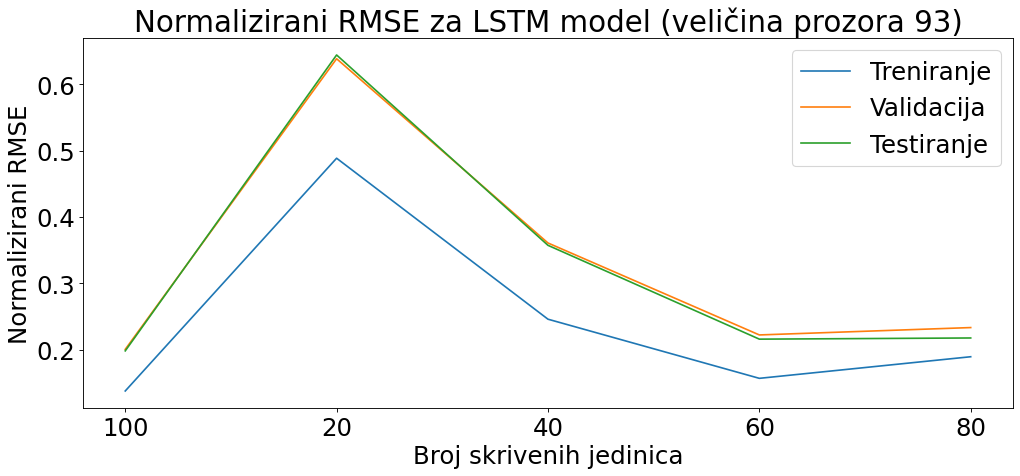 Normalizirani RMSE za LSTM model (veličina prozora 93)
Treniranje
Validacija
Testiranje
Normalizirani RMSE
0.6
0.5
0.4
0.3
0.2
100 20 40 60 80
Broj skrivenih jedinica